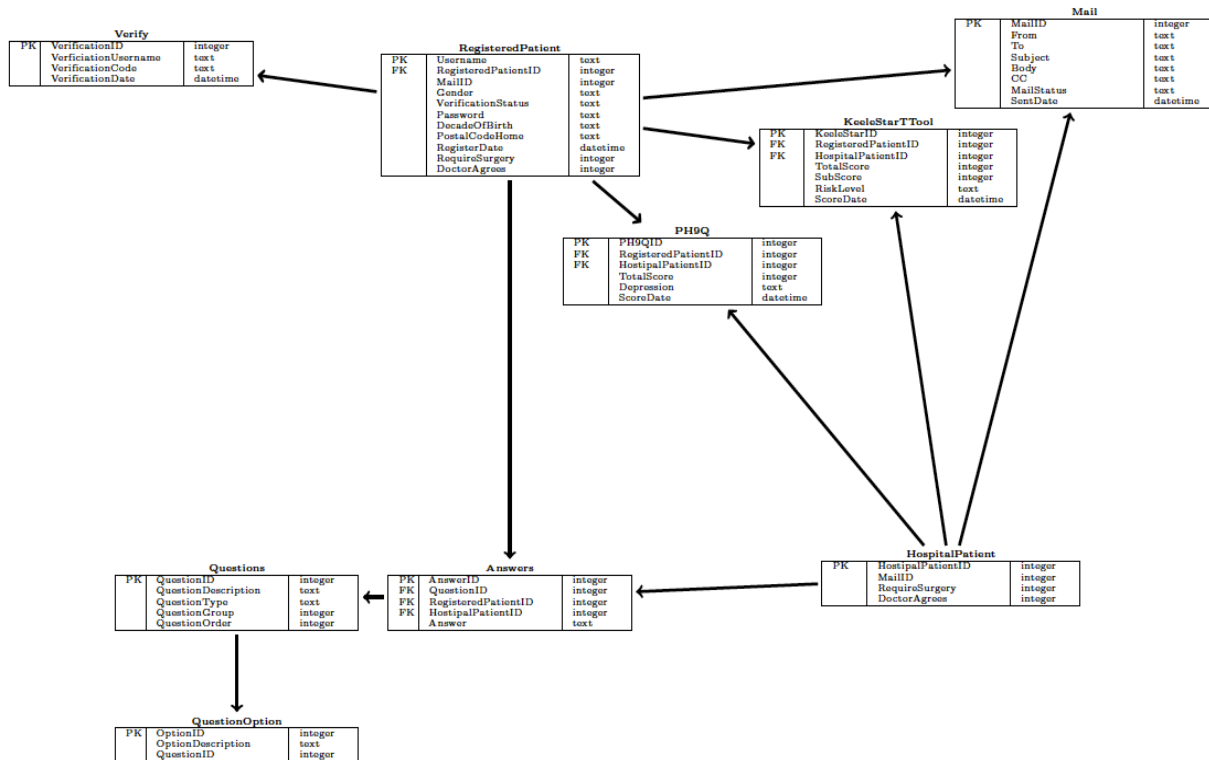 Verify
PK VerificationID integer
VerficiationUsername text
VerificationCode text
VerificationDate datetime
RegisteredPatient
PK Username text
FK RegisteredPatientID integer
MailID integer
Gender text
VerificationStatus text
Password text
DecadeOfBirth text
PostalCodeHome text
RegisterDate datetime
RequireSurgery integer
DoctorAgrees integer
Mail
PK MailID integer
From text
To text
Subject text
Body text
CC text
MailStatus text
SentDate datetime
KeeleStarTTool
PK KeeleStarID integer
FK RegisteredPatientID integer
FK HospitalPatientID integer
TotalScore integer
SubScore integer
RiskLevel text
ScoreDate datetime
PH9Q
PK PH9QID integer
FK RegisteredPatientID integer
FK HostipalPatientID integer
TotalScore integer
Depression text
ScoreDate datetime
Questions
PK QuestionID integer
QuestionDescription text
QuestionType text
QuestionGroup integer
QuestionOrder integer
Answers
PK AnswerID integer
FK QuestionID integer
FK RegisteredPatientID integer
FK HostipalPatientID integer
Answer text
HospitalPatient
PK HostipalPatientID integer
MailID integer
RequireSurgery integer
DoctorAgrees integer
QuestionOption
PK OptionID integer
OptionDescription text
QuestionID integer